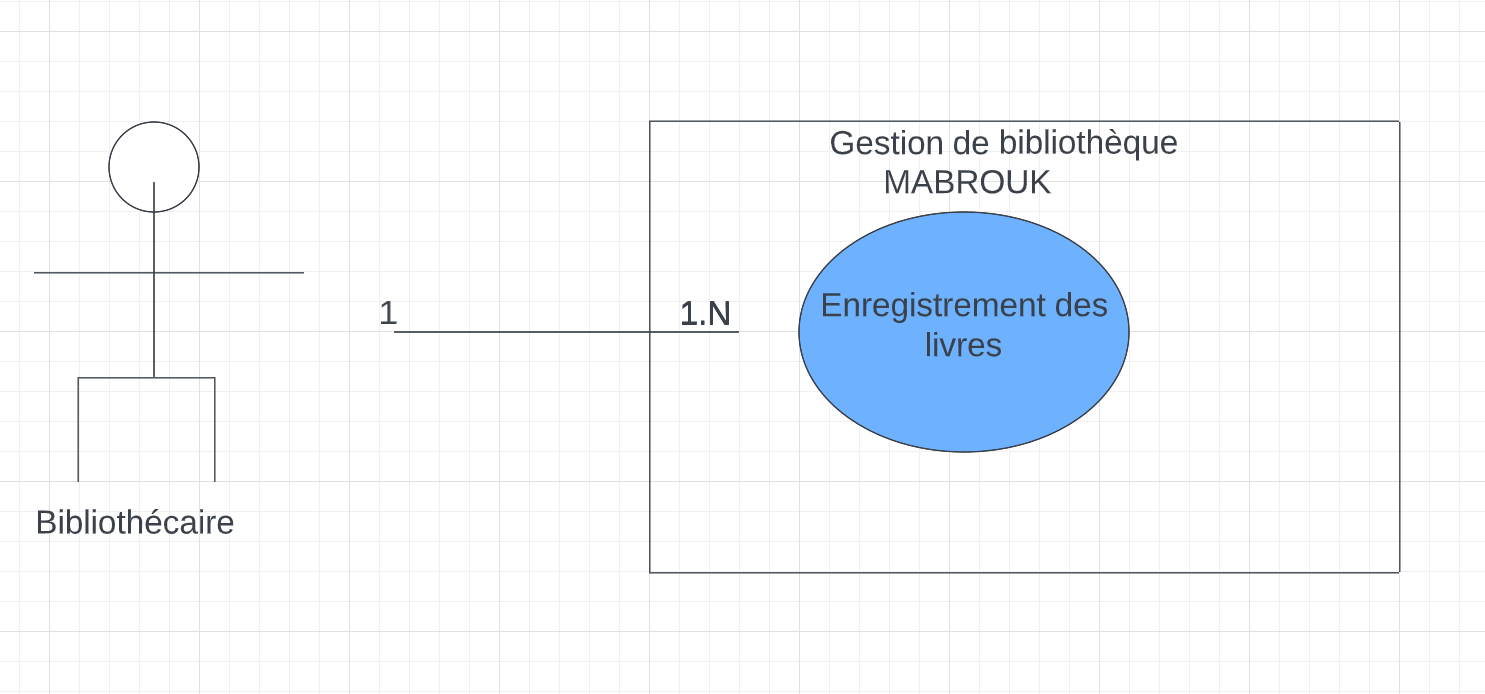 Gestion de bibliothèque
MABROUK
1
1.N
Enregistrement des
livres
Bibliothécaire